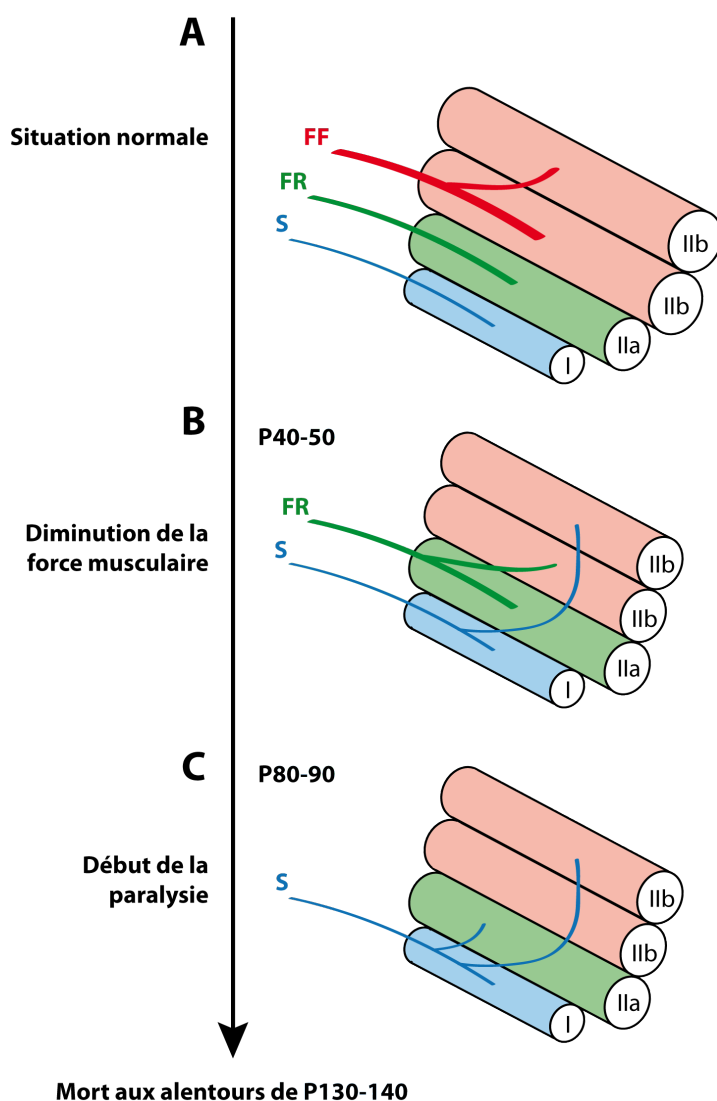 A
Situation normale
FF
FR
S
IIb
IIb
IIa
I
B
P40-50
Diminution de la
force musculaire
FR
S
IIb
IIb
IIa
I
C
P80-90
Début de la
paralysie
S
IIb
IIb
IIa
I
Mort aux alentours de P130-140